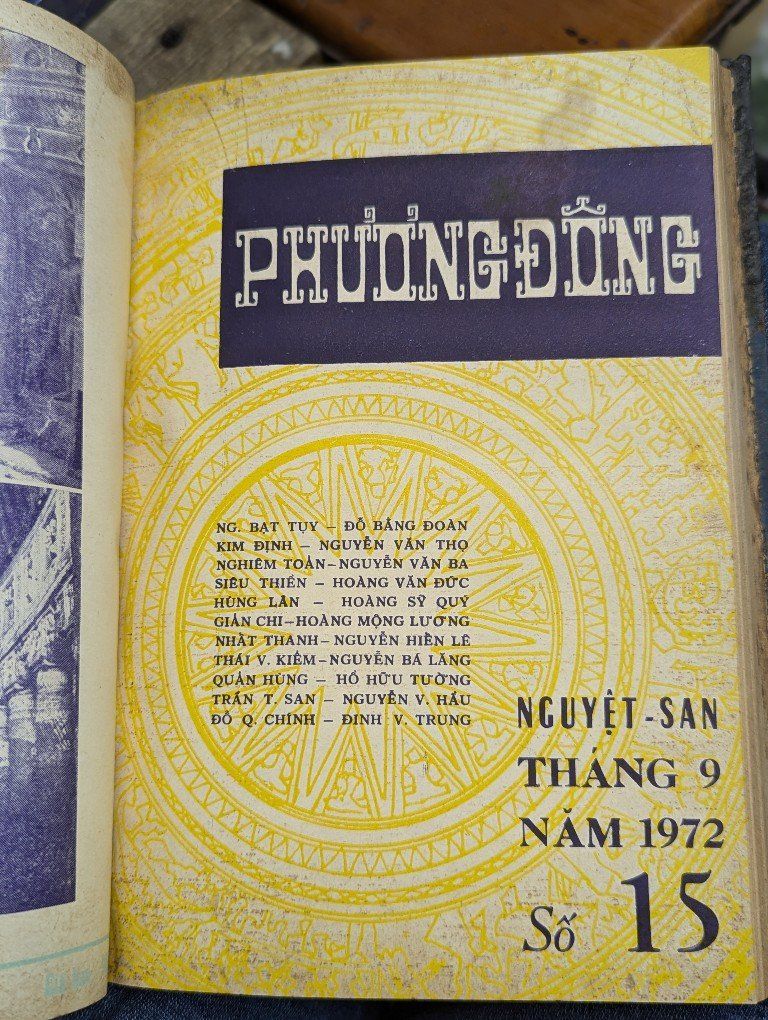 PHƯƠNG-ĐÔNG
NG. BẠT TỤY – ĐỖ BẰNG ĐOÀN
KIM ĐỊNH – NGUYỄN VĂN THỌ
NGHIÊM TOẢN–NGUYỄN VĂN BA
SIÊU THIÊN – HOÀNG VĂN ĐỨC
HÙNG LÂN – HOÀNG SỸ QUÝ
GIẢN CHI–HOÀNG MỘNG LƯƠNG
NHẤT THANH–NGUYỄN HIẾN LÊ
THÁI V. KIỂM–NGUYỄN BÁ LĂNG
QUÂN HÙNG – HỒ HỮU TƯỜNG
TRẦN T. SAN – NGUYỄN V. HẦU
ĐỖ Q. CHÍNH – ĐINH V. TRUNG
NGUYỆT-SAN
THÁNG 9
NĂM 1972
Số 15